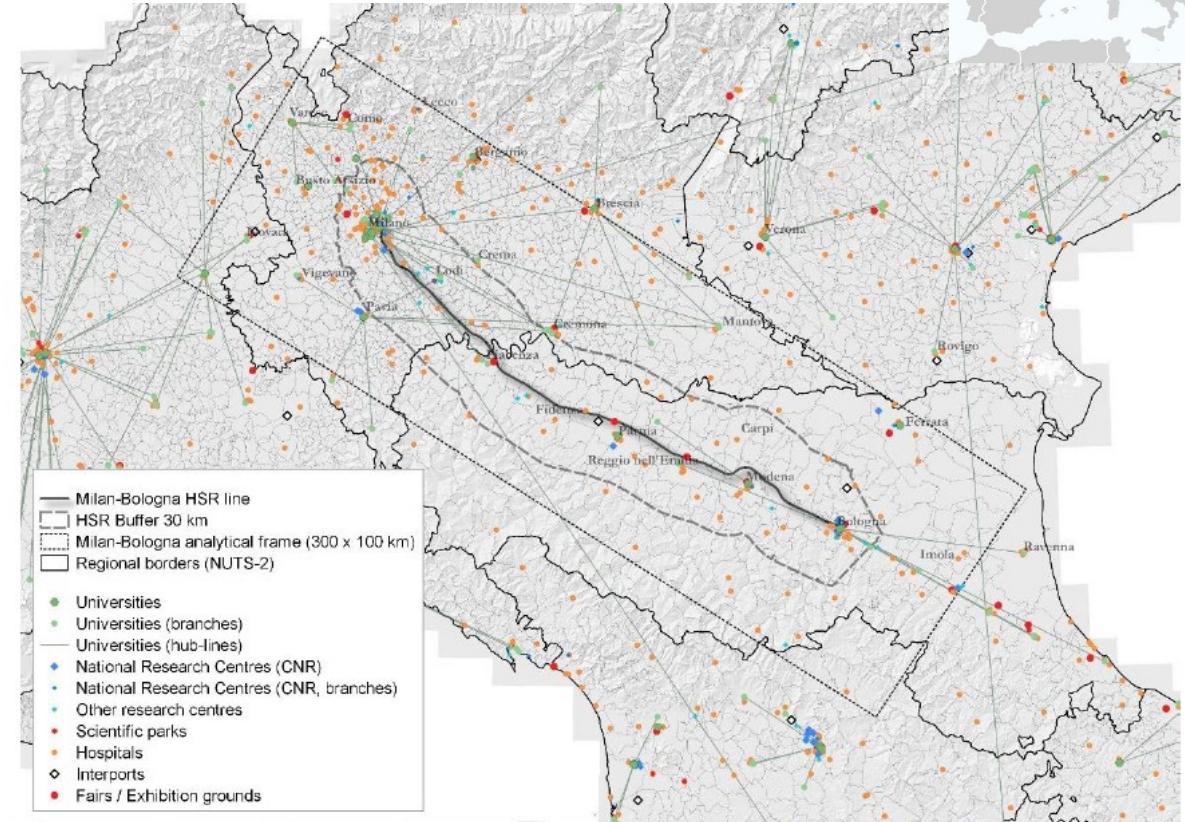 Lecco
Varese
Como
Bergamo
Busto Arsizio
Brescia
Milano
Novara
Verona
Crema
Vigevano
Lodi
Pavia
Cremona
Mantova
Piacenza
Rovigo
Fidenza
Parma
Carpi
Ferrara
Reggio nell'Emilia
Modena
Bologna
Imola
Ravenna
Milan-Bologna HSR line
HSR Buffer 30 km
Milan-Bologna analytical frame (300 x 100 km)
Regional borders (NUTS-2)
Universities
Universities (branches)
Universities (hub-lines)
National Research Centres (CNR)
National Research Centres (CNR, branches)
Other research centres
Scientific parks
Hospitals
Interports
Fairs / Exhibition grounds